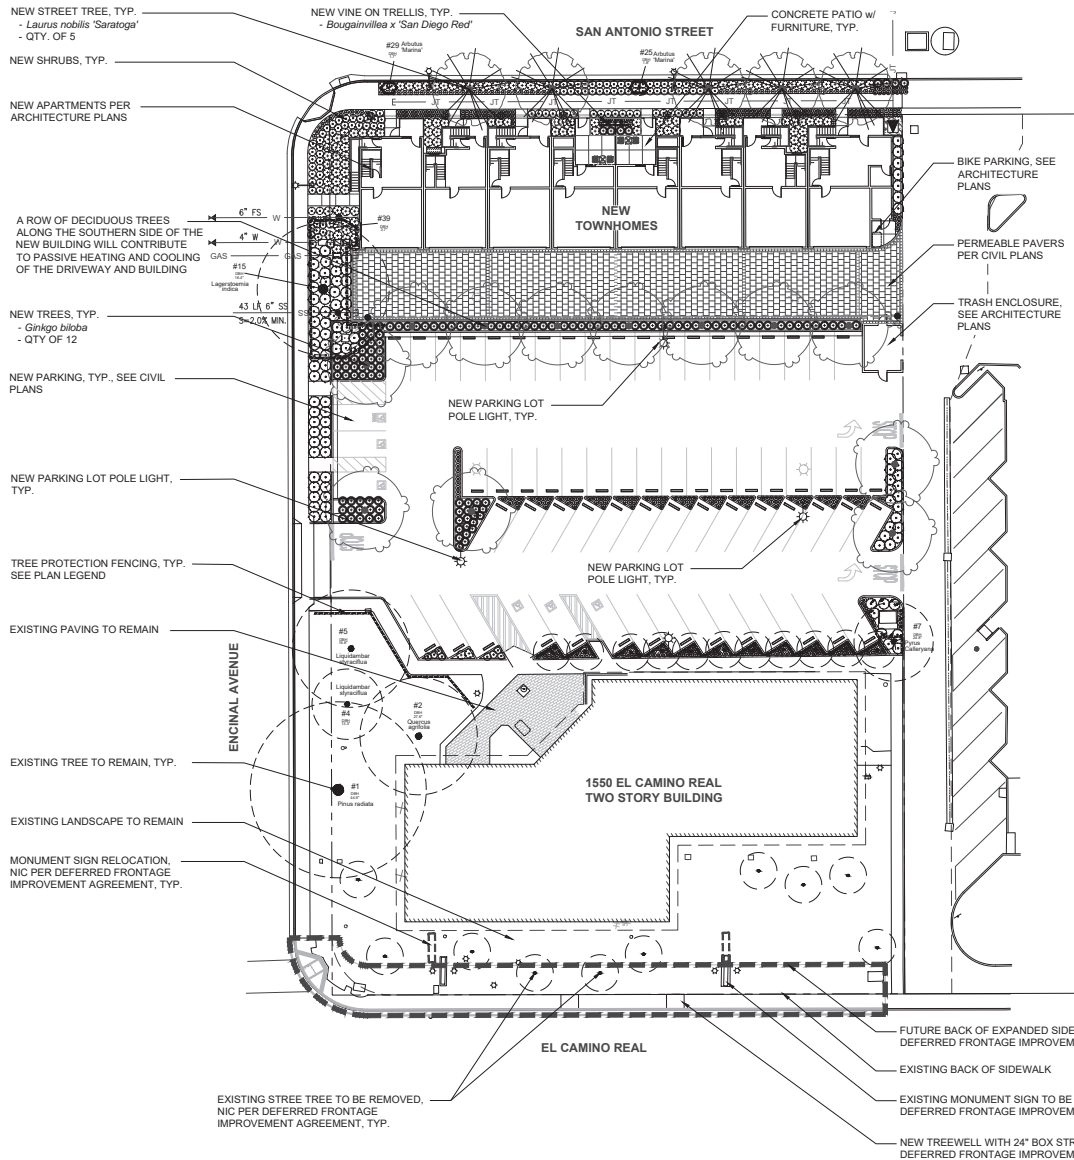 NEW STREET TREE, TYP.
- Laurus nobilis 'Saratoga'
- QTY. OF 5
NEW VINE ON TRELLIS, TYP.
- Bougainvillea x 'San Diego Red'
SAN ANTONIO STREET
CONCRETE PATIO w/
FURNITURE, TYP.
#29 Arbutus
'Marina'
#25 Arbutus
'Marina'
NEW SHRUBS, TYP.
NEW APARTMENTS PER
ARCHITECTURE PLANS
E JT JT JT JT JT JT JT
BIKE PARKING, SEE
ARCHITECTURE
PLANS
NEW
TOWNHOMES
A ROW OF DECIDUOUS TREES
ALONG THE SOUTHERN SIDE OF THE
NEW BUILDING WILL CONTRIBUTE
TO PASSIVE HEATING AND COOLING
OF THE DRIVEWAY AND BUILDING
6" FS W
#39
4" W W
GAS GAS
#15
Lagerstoemia
indica
PERMEABLE PAVERS
PER CIVIL PLANS
43 LF 6" SS SS
S=2.0% MIN.
TRASH ENCLOSURE,
SEE ARCHITECTURE
PLANS
NEW TREES, TYP.
- Ginkgo biloba
- QTY OF 12
NEW PARKING, TYP., SEE CIVIL
PLANS
NEW PARKING LOT
POLE LIGHT, TYP.
NEW PARKING LOT POLE LIGHT,
TYP.
NEW PARKING LOT
POLE LIGHT, TYP.
TREE PROTECTION FENCING, TYP.
SEE PLAN LEGEND
EXISTING PAVING TO REMAIN
#5
Liquidambar
styraciflua
#7
Pyrus
Calleryana
ENCINAL AVENUE
Liquidambar
styraciflua
#4
#2
Quercus
agrifolia
EXISTING TREE TO REMAIN, TYP.
#1
Pinus radiata
1550 EL CAMINO REAL
TWO STORY BUILDING
EXISTING LANDSCAPE TO REMAIN
MONUMENT SIGN RELOCATION,
NIC PER DEFERRED FRONTAGE
IMPROVEMENT AGREEMENT, TYP.
EL CAMINO REAL
FUTURE BACK OF EXPANDED SIDE
DEFERRED FRONTAGE IMPROVEM
EXISTING BACK OF SIDEWALK
EXISTING STREE TREE TO BE REMOVED,
NIC PER DEFERRED FRONTAGE
IMPROVEMENT AGREEMENT, TYP.
EXISTING MONUMENT SIGN TO BE
DEFERRED FRONTAGE IMPROVEM
NEW TREEWELL WITH 24" BOX STR
DEFERRED FRONTAGE IMPROVEM